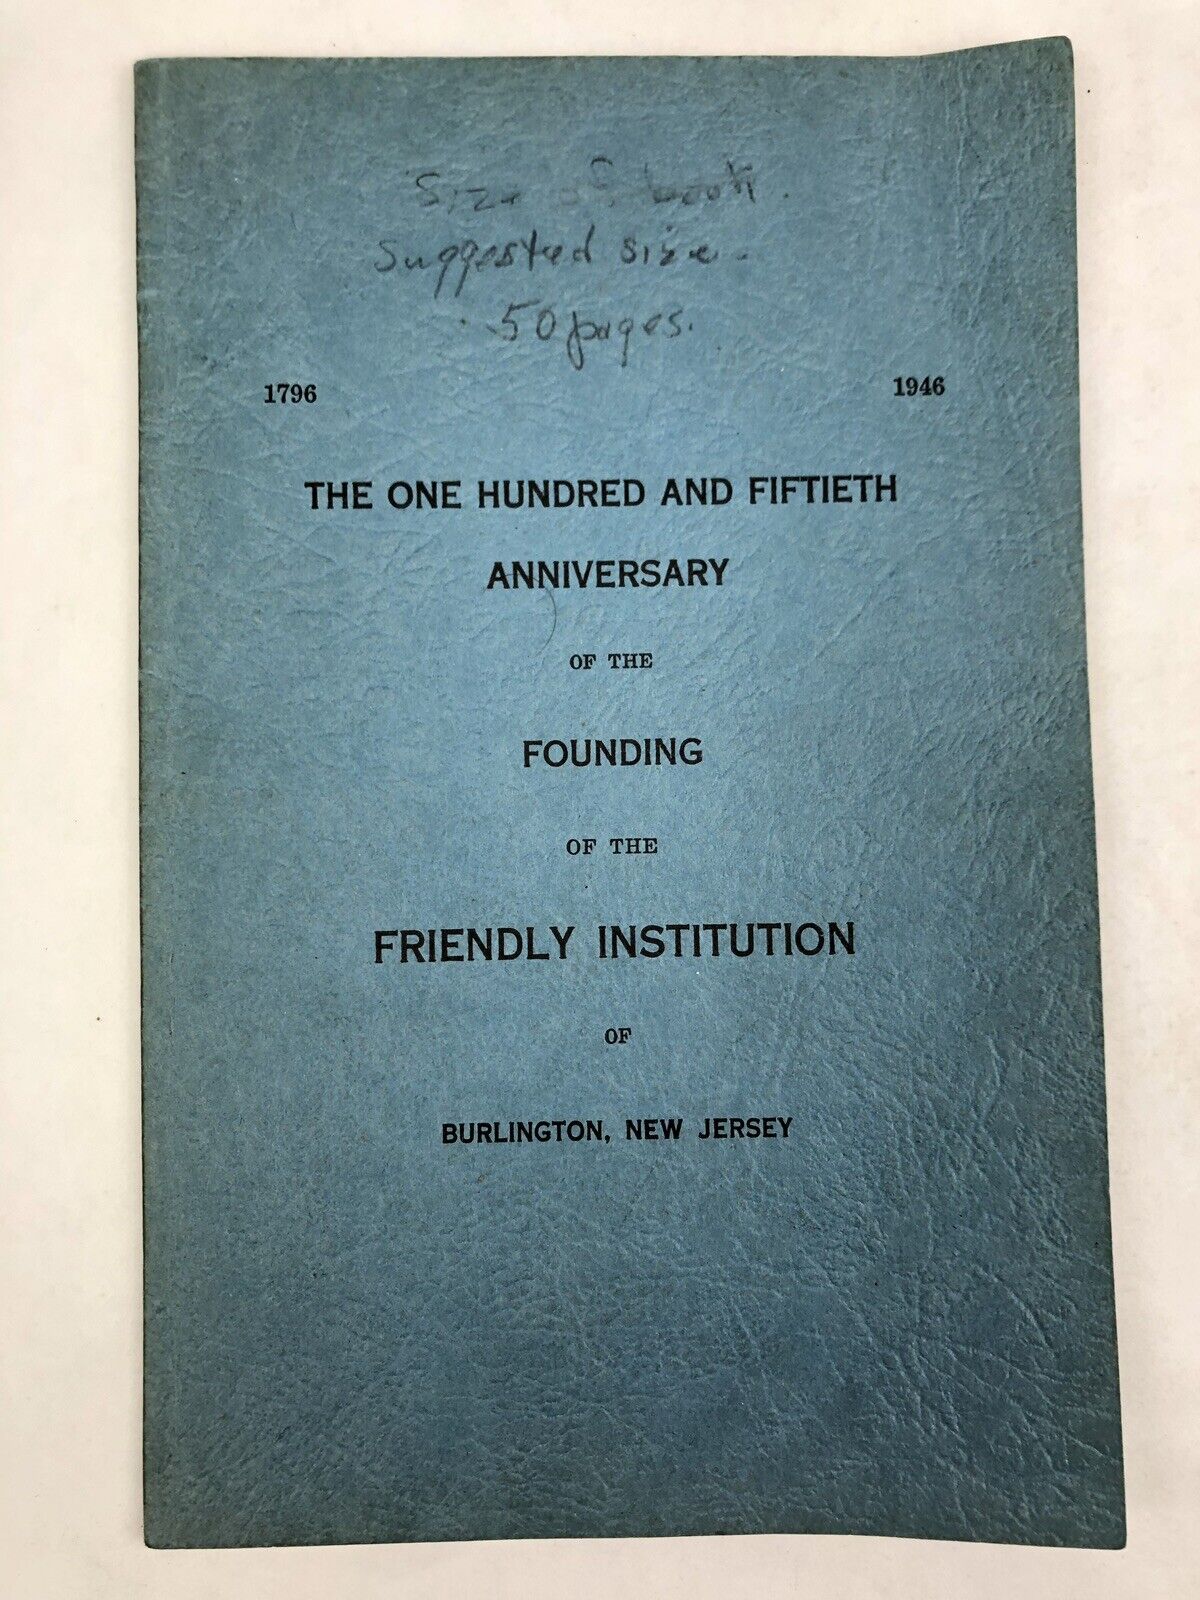 Size of book.
Suggested size.
50 pages.
1796 1946
THE ONE HUNDRED AND FIFTIETH
ANNIVERSARY
OF THE
FOUNDING
OF THE
FRIENDLY INSTITUTION
OF
BURLINGTON, NEW JERSEY